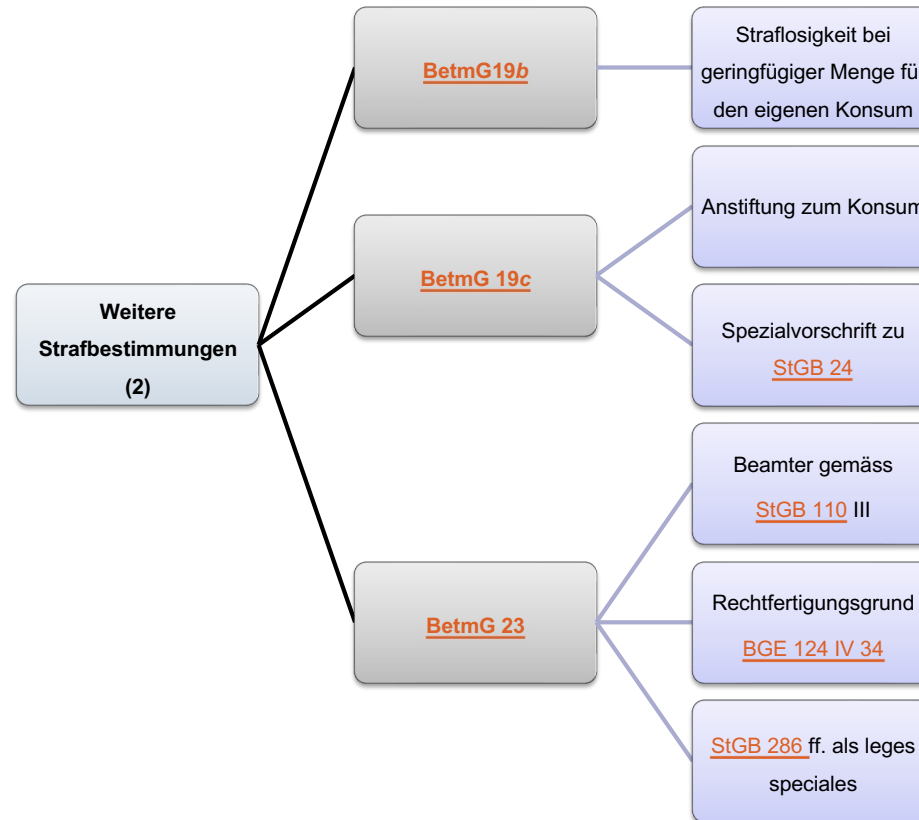 Weitere
Strafbestimmungen
(2)
BetmG19b
Straflosigkeit bei
geringfügiger Menge fü
den eigenen Konsum
BetmG 19c
Anstiftung zum Konsum
Spezialvorschrift zu
StGB 24
BetmG 23
Beamter gemäss
StGB 110 III
Rechtfertigungsgrund
BGE 124 IV 34
StGB 286 ff. als leges
speciales